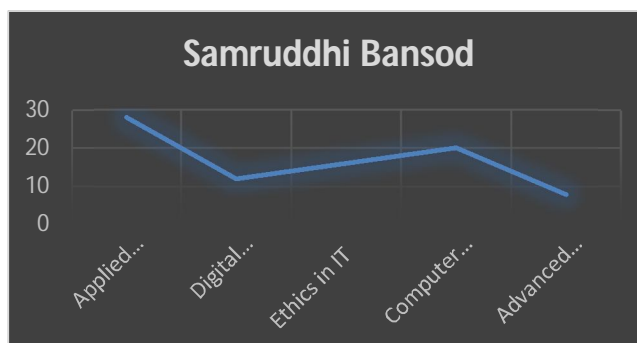 Samruddhi Bansod
30
20
10
0
Applied...
Digital...
Ethics in IT
Computer...
Advanced...